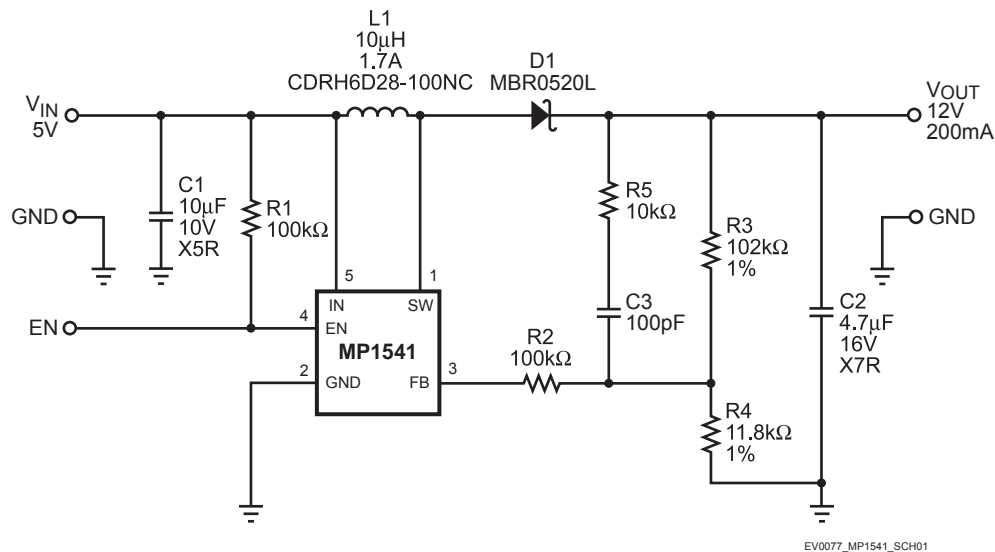 L1
10μH
1.7A
CDRH6D28-100NC
D1
MBR0520L
VIN
5V
VOUT
12V
200mA
C1
10μF
10V
X5R
R1
100kΩ
GND
R5
10kΩ
R3
102kΩ
1%
GND
5
1
IN
SW
C3
100pF
C2
4.7μF
16V
X7R
EN
4
EN
MP1541
R2
100kΩ
2
GND
FB
3
R4
11.8kΩ
1%
EV0077_MP1541_SCH01